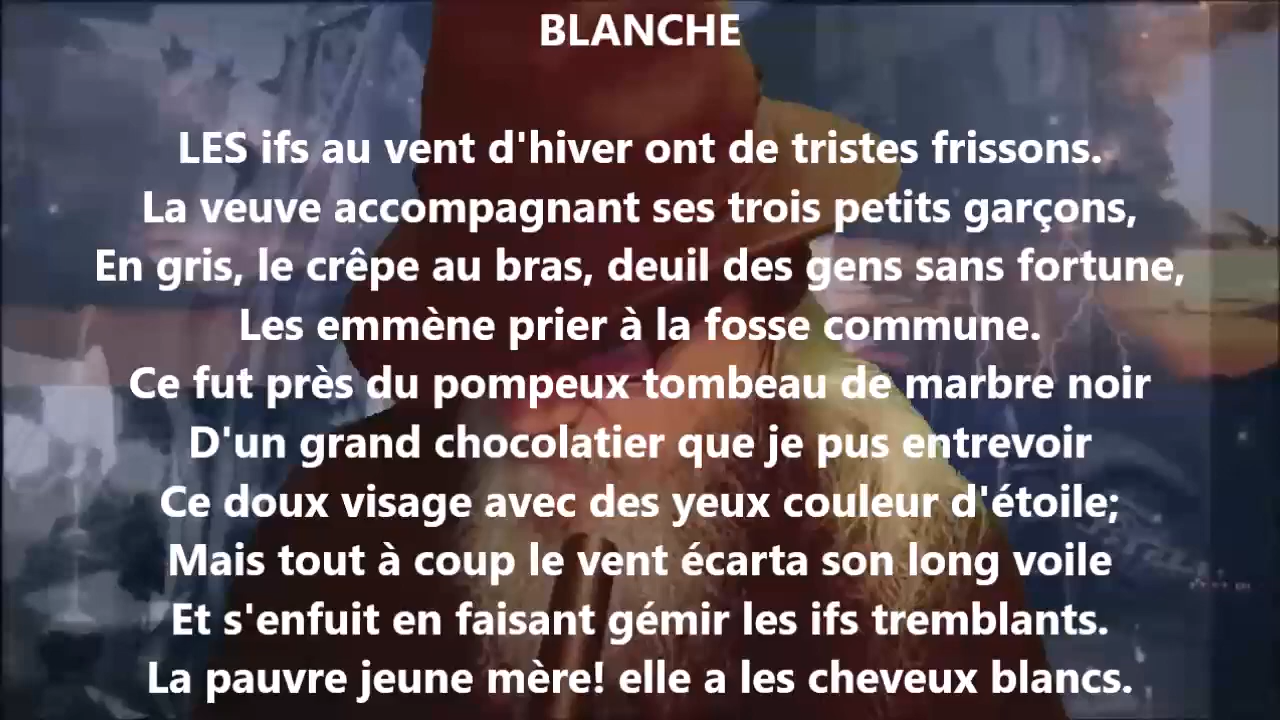 BLANCHE
LES ifs au vent d'hiver ont de tristes frissons.
La veuve accompagnant ses trois petits garçons,
En gris, le crêpe au bras, deuil des gens sans fortune,
Les emmène prier à la fosse commune.
Ce fut près du pompeux tombeau de marbre noir
D'un grand chocolatier que je pus entrevoir
Ce doux visage avec des yeux couleur d'étoile;
Mais tout à coup le vent écarta son long voile
Et s'enfuit en faisant gémir les ifs tremblants.
La pauvre jeune mère! elle a les cheveux blancs.